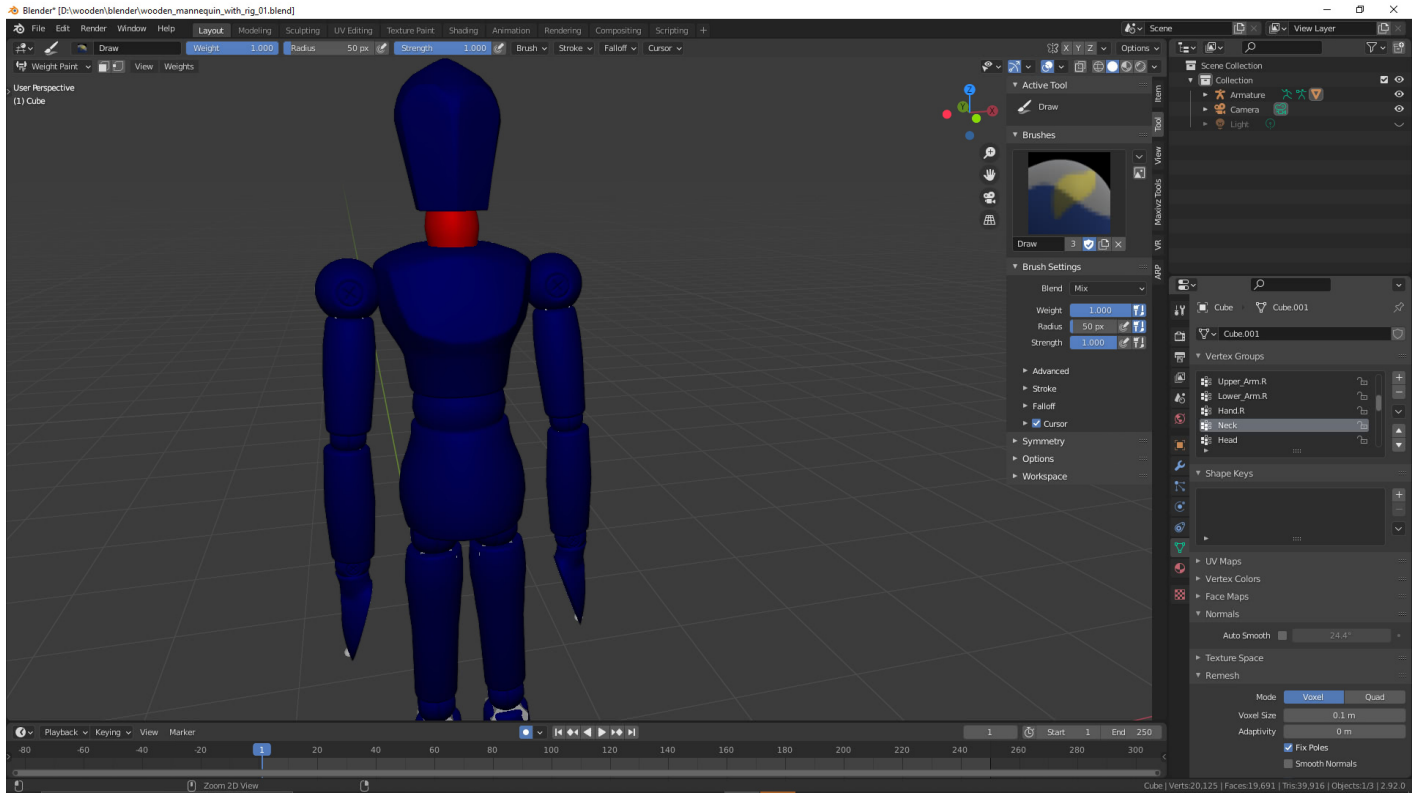 Blender* [D:\wooden\blender\wooden_mannequin_with_rig_01.blend]
File Edit Render Window Help Layout Modeling Sculpting UV Editing Texture Paint Shading Animation Rendering Compositing Scripting + Scene View Layer
Draw Weight 1.000 Radius 50 px Strength 1.000 Brush Stroke Falloff Cursor X Y Z Options
Weight Paint View Weights
User Perspective
(1) Cube
Z
Y
X
Active Tool
Draw
Brushes
Draw 3
Brush Settings
Blend Mix
Weight 1.000
Radius 50 px
Strength 1.000
Advanced
Stroke
Falloff
Cursor
Symmetry
Options
Workspace
Item
Tool
View
Maxivz Tools
VR
ARP
Scene Collection
Collection
Armature
Camera
Light
Cube Cube.001
Cube.001
Vertex Groups
Upper_Arm.R
Lower_Arm.R
Hand.R
Neck
Head
Shape Keys
UV Maps
Vertex Colors
Face Maps
Normals
Auto Smooth 24.4°
Texture Space
Remesh
Mode Voxel Quad
Voxel Size 0.1 m
Adaptivity 0 m
Fix Poles
Smooth Normals
Playback Keying View Marker 1 Start 1 End 250
-80 -60 -40 -20 1 20 40 60 80 100 120 140 160 180 200 220 240 260 280 300
Zoom 2D View Cube | Verts:20,125 | Faces:19,691 | Tris:39,916 | Objects:1/3 | 2.92.0